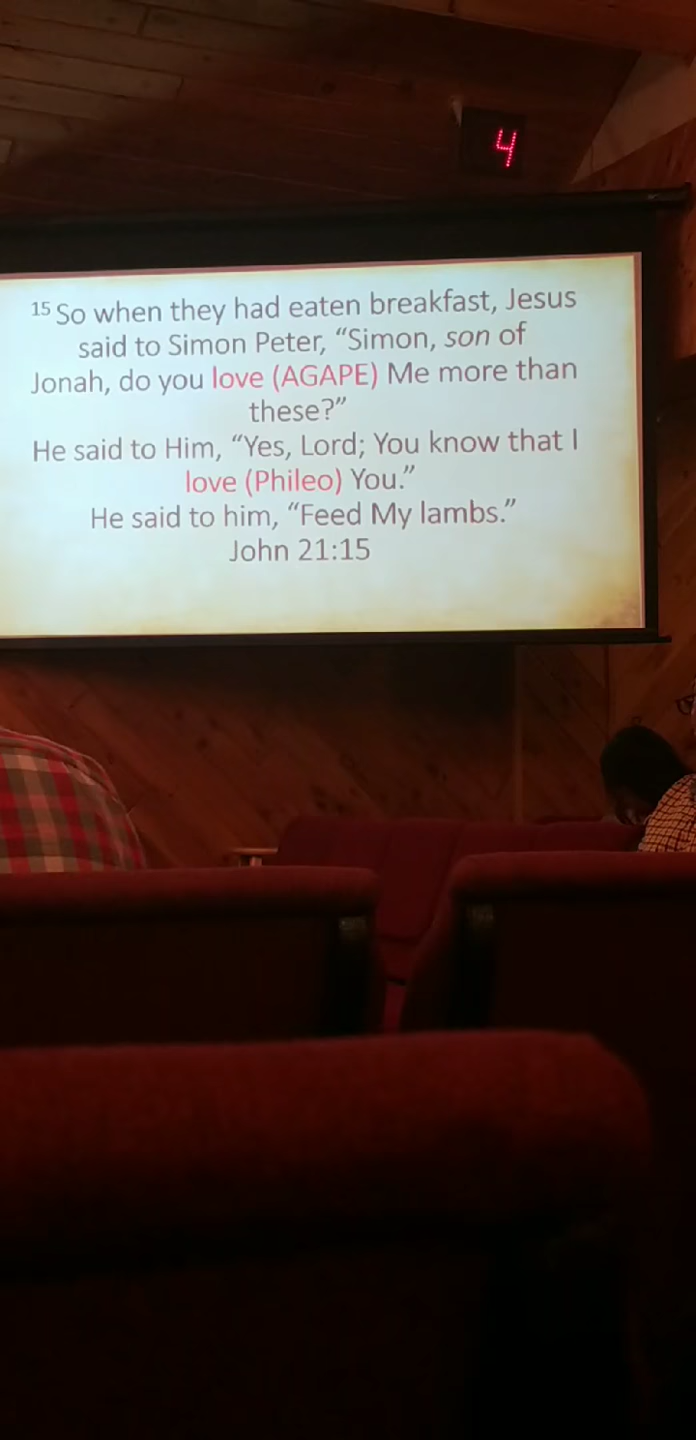 4
15 So when they had eaten breakfast, Jesus
said to Simon Peter, “Simon, son of
Jonah, do you love (AGAPE) Me more than
these?”
He said to Him, “Yes, Lord; You know that I
love (Phileo) You.”
He said to him, “Feed My lambs.”
John 21:15